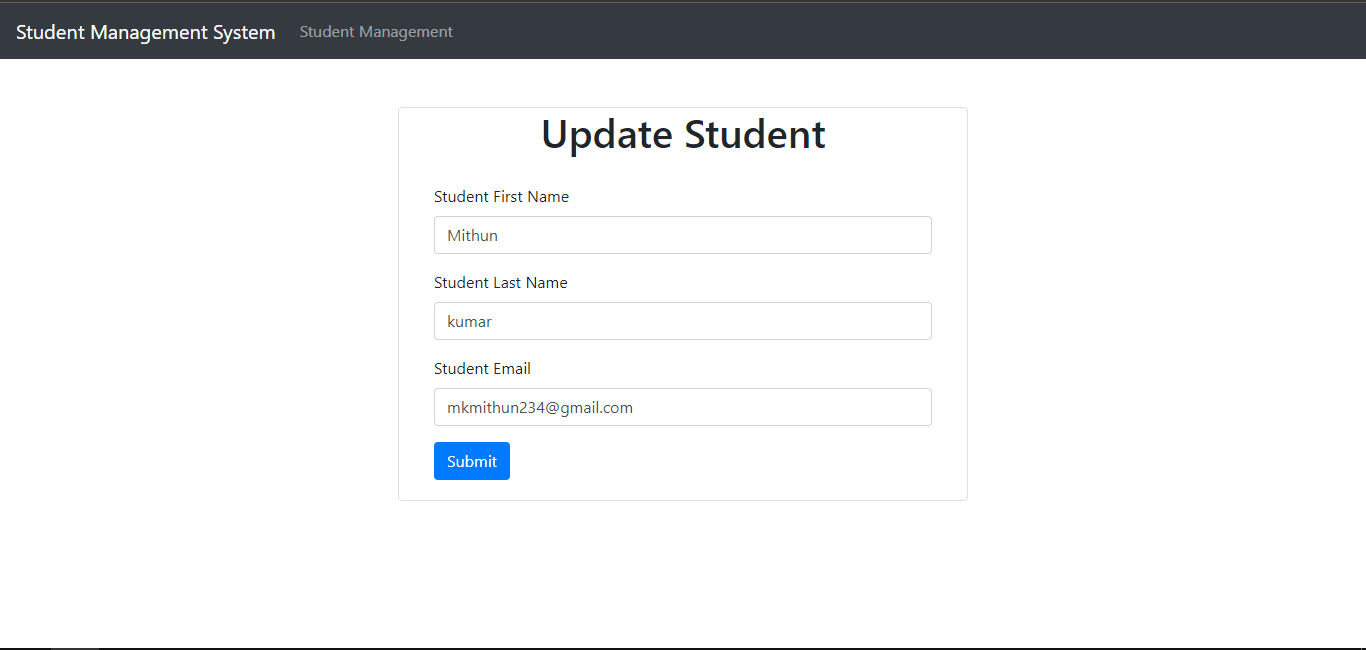 Student Management System Student Management
Update Student
Student First Name
Mithun
Student Last Name
kumar
Student Email
mkmithun234@gmail.com
Submit